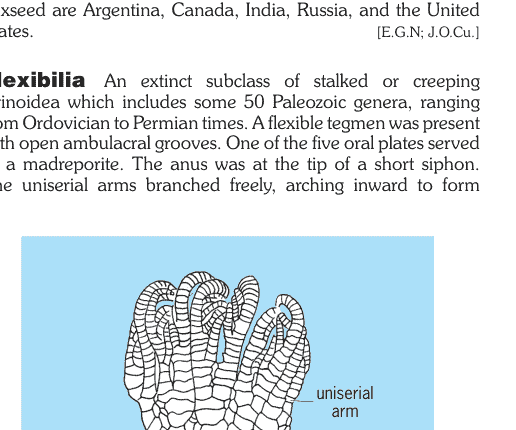 xseed are Argentina, Canada, India, Russia, and the United
ates. [E.G.N; J.O.Cu.]
lexibilia An extinct subclass of stalked or creeping
rinoidea which includes some 50 Paleozoic genera, ranging
om Ordovician to Permian times. A flexible tegmen was present
th open ambulacral grooves. One of the five oral plates served
a madreporite. The anus was at the tip of a short siphon.
he uniserial arms branched freely, arching inward to form
uniserial
arm